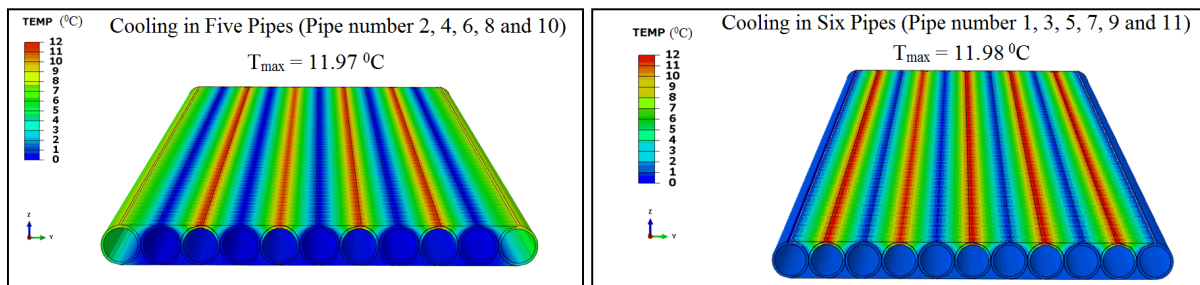 TEMP (⁰C)
Cooling in Five Pipes (Pipe number 2, 4, 6, 8 and 10)
Tmax = 11.97 ⁰C
12
11
10
9
8
7
6
5
4
3
2
1
0
Z
Y
TEMP (⁰C)
Cooling in Six Pipes (Pipe number 1, 3, 5, 7, 9 and 11)
Tmax = 11.98 ⁰C
12
11
10
9
8
7
6
5
4
3
2
1
0
Z
Y